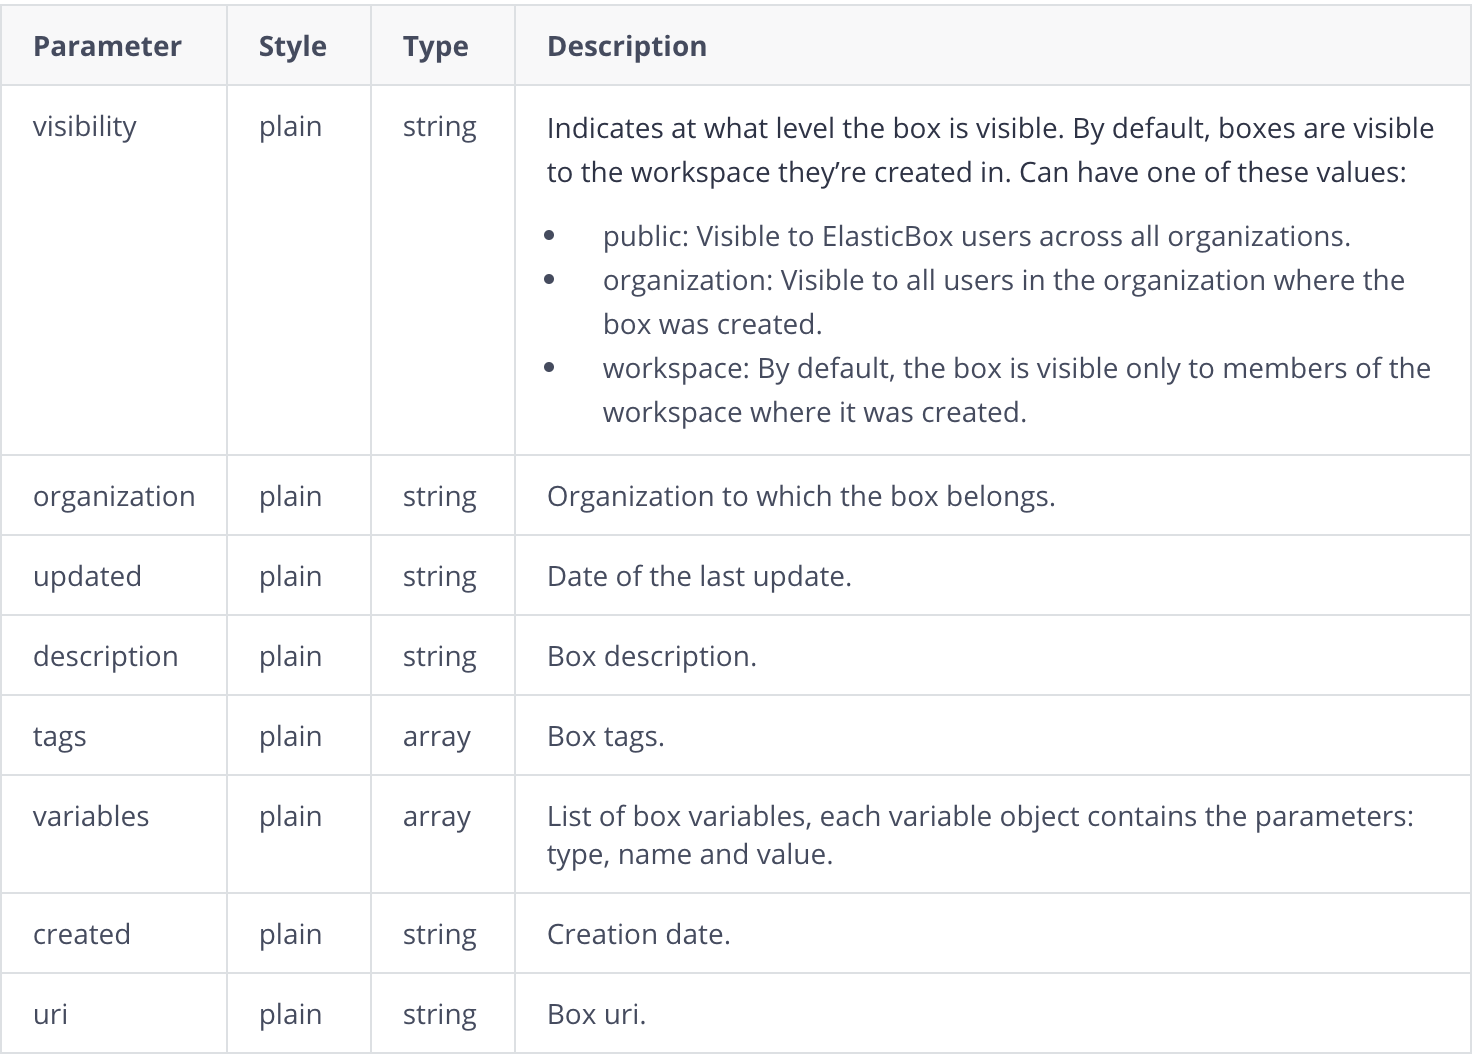 Parameter Style Type Description
visibility plain string Indicates at what level the box is visible. By default, boxes are visible
to the workspace they’re created in. Can have one of these values:
• public: Visible to ElasticBox users across all organizations.
• organization: Visible to all users in the organization where the
box was created.
• workspace: By default, the box is visible only to members of the
workspace where it was created.
organization plain string Organization to which the box belongs.
updated plain string Date of the last update.
description plain string Box description.
tags plain array Box tags.
variables plain array List of box variables, each variable object contains the parameters:
type, name and value.
created plain string Creation date.
uri plain string Box uri.